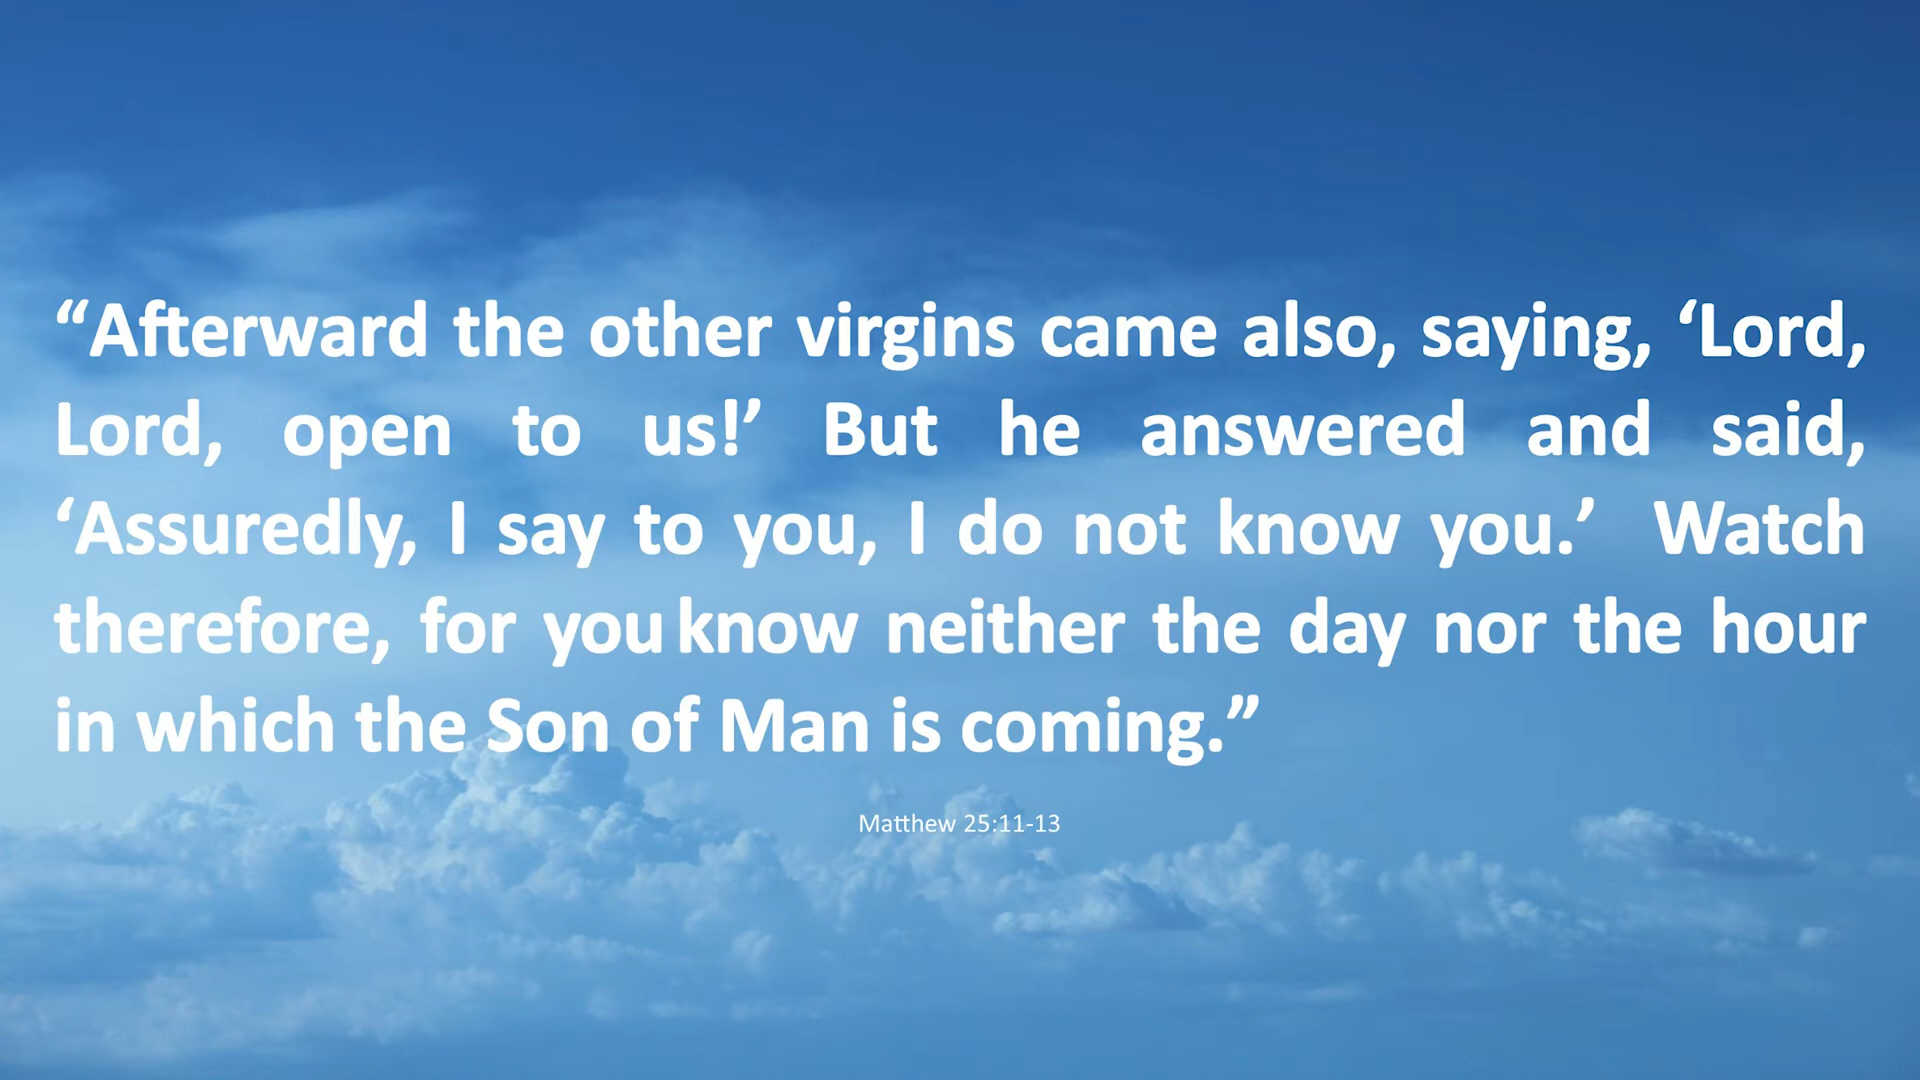 “Afterward the other virgins came also, saying, ‘Lord,
Lord, open to us!’ But he answered and said,
‘Assuredly, I say to you, I do not know you.’ Watch
therefore, for you know neither the day nor the hour
in which the Son of Man is coming.”
Matthew 25:11-13